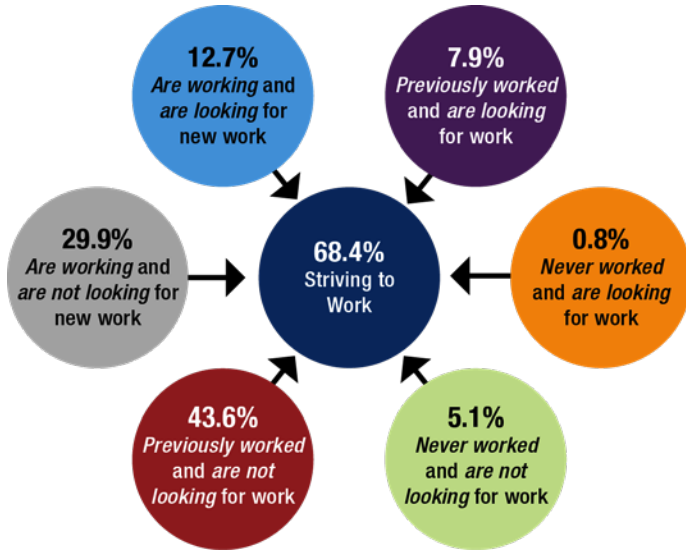 12.7%
Are working and
are looking for
new work
7.9%
Previously worked
and are looking
for work
29.9%
Are working and
are not looking for
new work
68.4%
Striving to
Work
0.8%
Never worked
and are looking
for work
43.6%
Previously worked
and are not
looking for work
5.1%
Never worked
and are not
looking for work